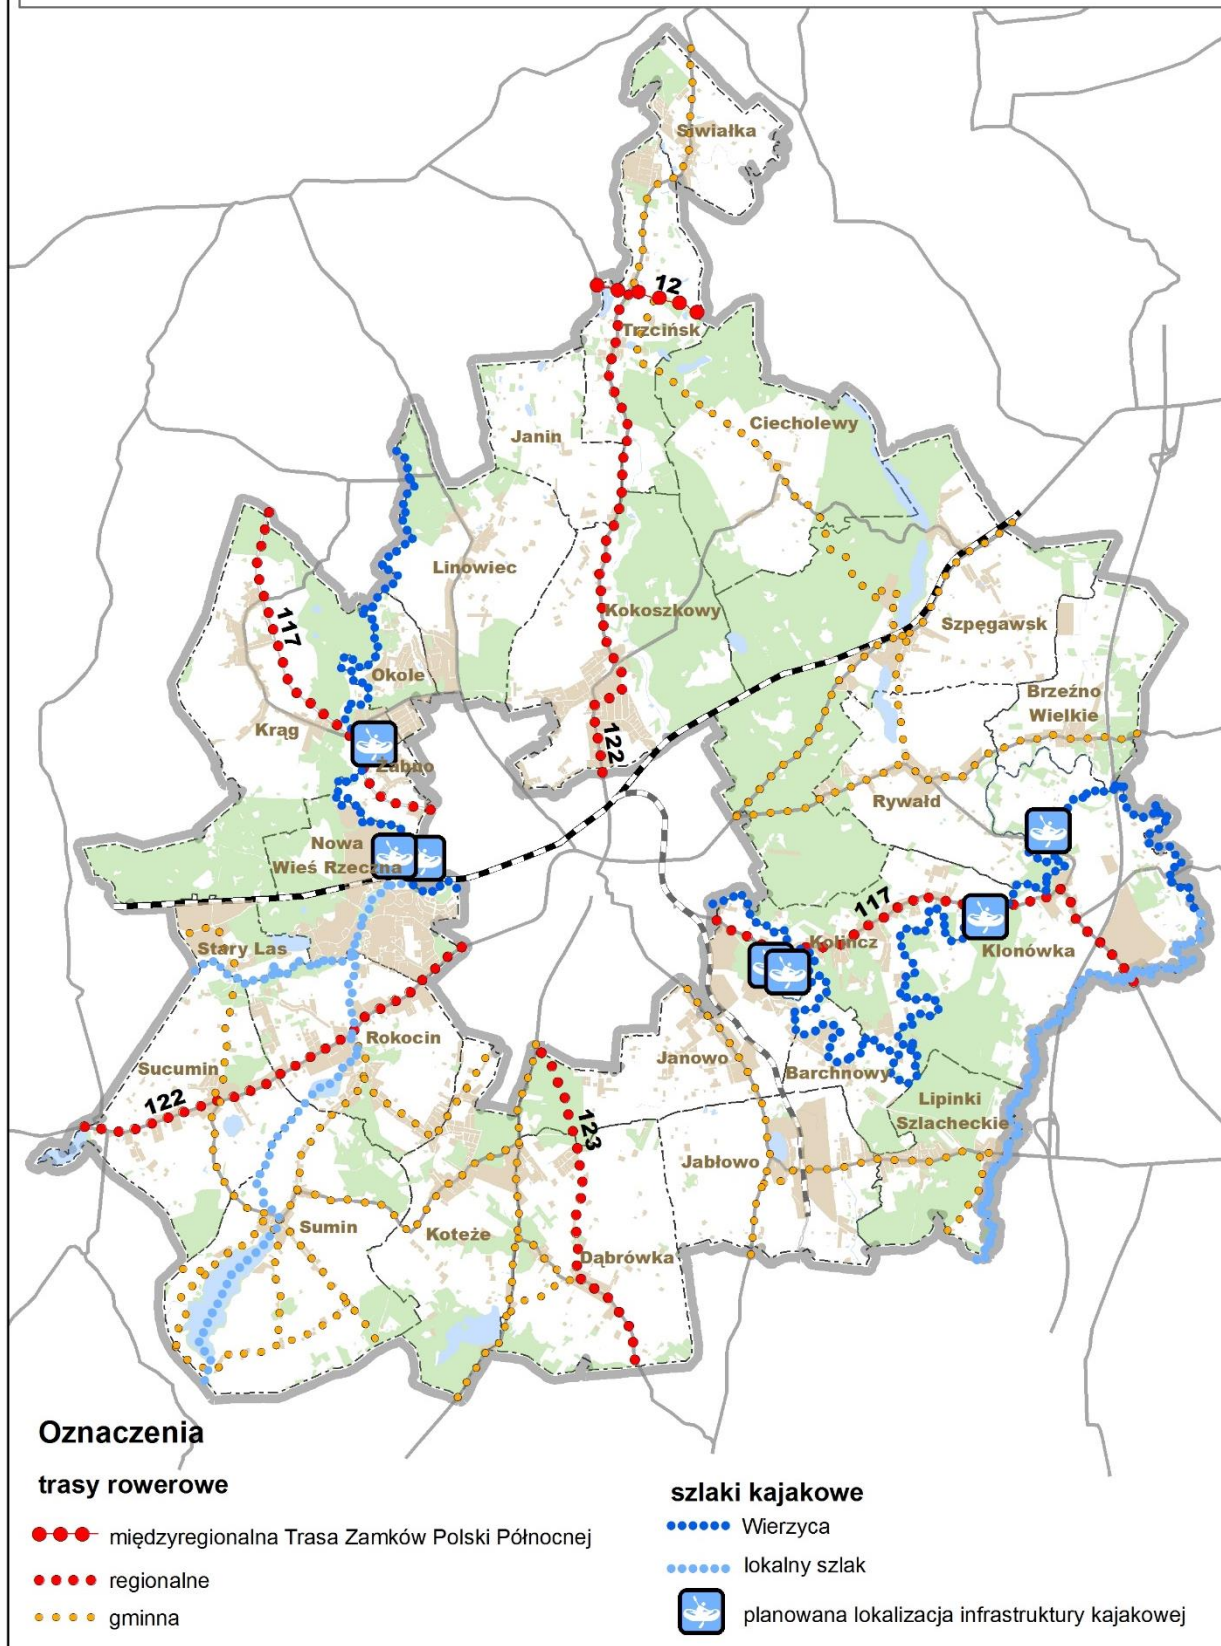 Siwiałka
12
Trzcińsk
Ciecholewy
Janin
Linowiec
Kokoszkowy
117
Szpęgawsk
Okole
Brzeźno
Wielkie
Krąg
122
Żabno
Rywałd
Nowa
Wieś Rzeczna
117
Stary Las
Kolincz
Klonówka
Rokocin
Janowo
Sucumin
Barchnowy
122
Lipinki
Szlacheckie
123
Jabłowo
Sumin
Koteże
Dąbrówka
Oznaczenia
trasy rowerowe
międzyregionalna Trasa Zamków Polski Północnej
regionalne
gminna
szlaki kajakowe
Wierzyca
lokalny szlak
planowana lokalizacja infrastruktury kajakowej